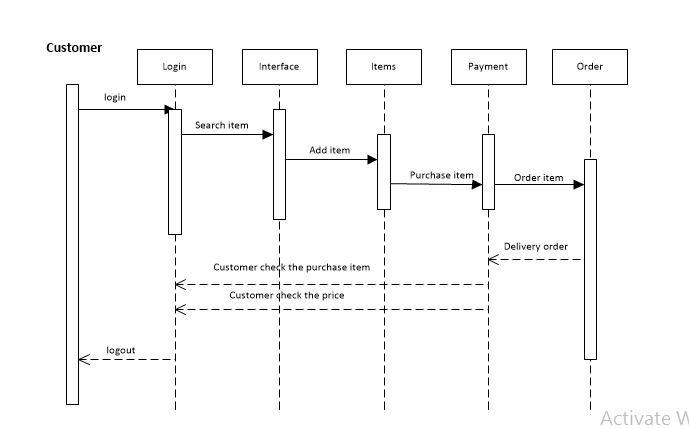 Customer
Login
Interface
Items
Payment
Order
login
Search item
Add item
Purchase item
Order item
Delivery order
Customer check the purchase item
Customer check the price
logout
Activate W